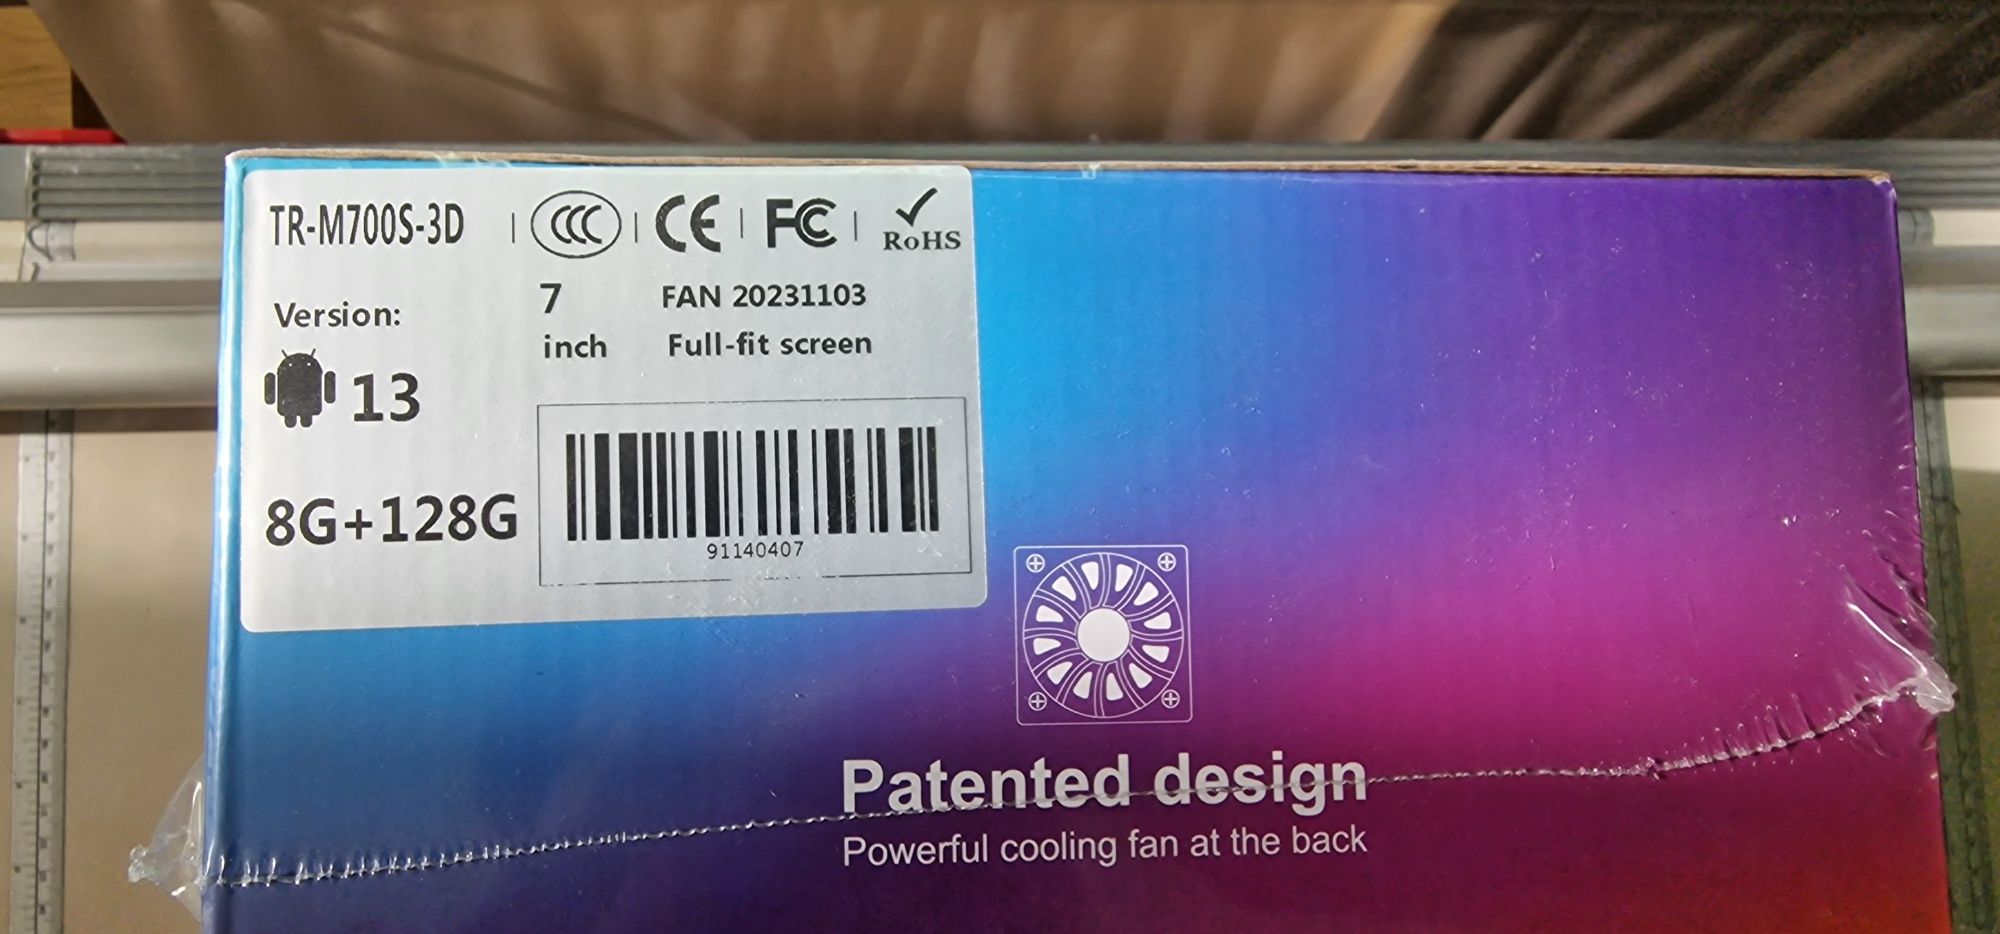 TR-M700S-3D | CCC | CE | FC | RoHS
Version:
13
8G+128G
7
inch
FAN 20231103
Full-fit screen
91140407
Patented design
Powerful cooling fan at the back